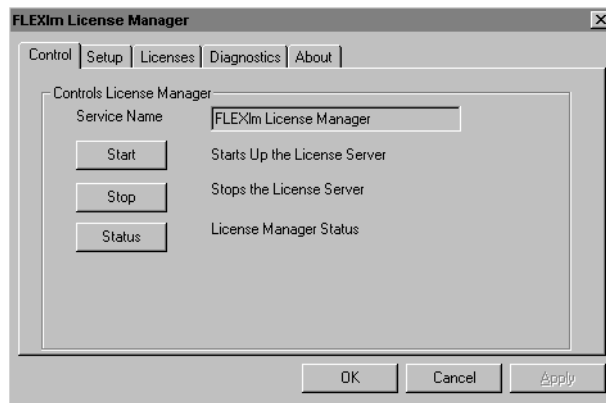 FLEXlm License Manager
Control Setup Licenses Diagnostics About
Controls License Manager
Service Name FLEXlm License Manager
Start Starts Up the License Server
Stop Stops the License Server
Status License Manager Status
OK Cancel Apply